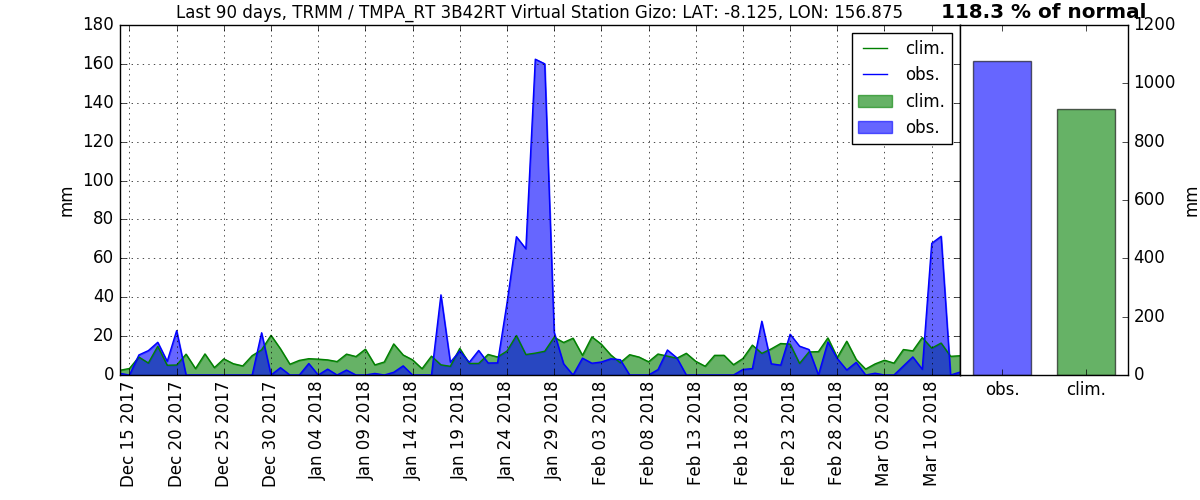 Last 90 days, TRMM / TMPA_RT 3B42RT Virtual Station Gizo: LAT: -8.125, LON: 156.875
118.3 % of normal
180
160
140
120
100
80
60
40
20
0
mm
clim.
obs.
clim.
obs.
Dec 15 2017
Dec 20 2017
Dec 25 2017
Dec 30 2017
Jan 04 2018
Jan 09 2018
Jan 14 2018
Jan 19 2018
Jan 24 2018
Jan 29 2018
Feb 03 2018
Feb 08 2018
Feb 13 2018
Feb 18 2018
Feb 23 2018
Feb 28 2018
Mar 05 2018
Mar 10 2018
1200
1000
800
600
400
200
0
mm
obs.
clim.